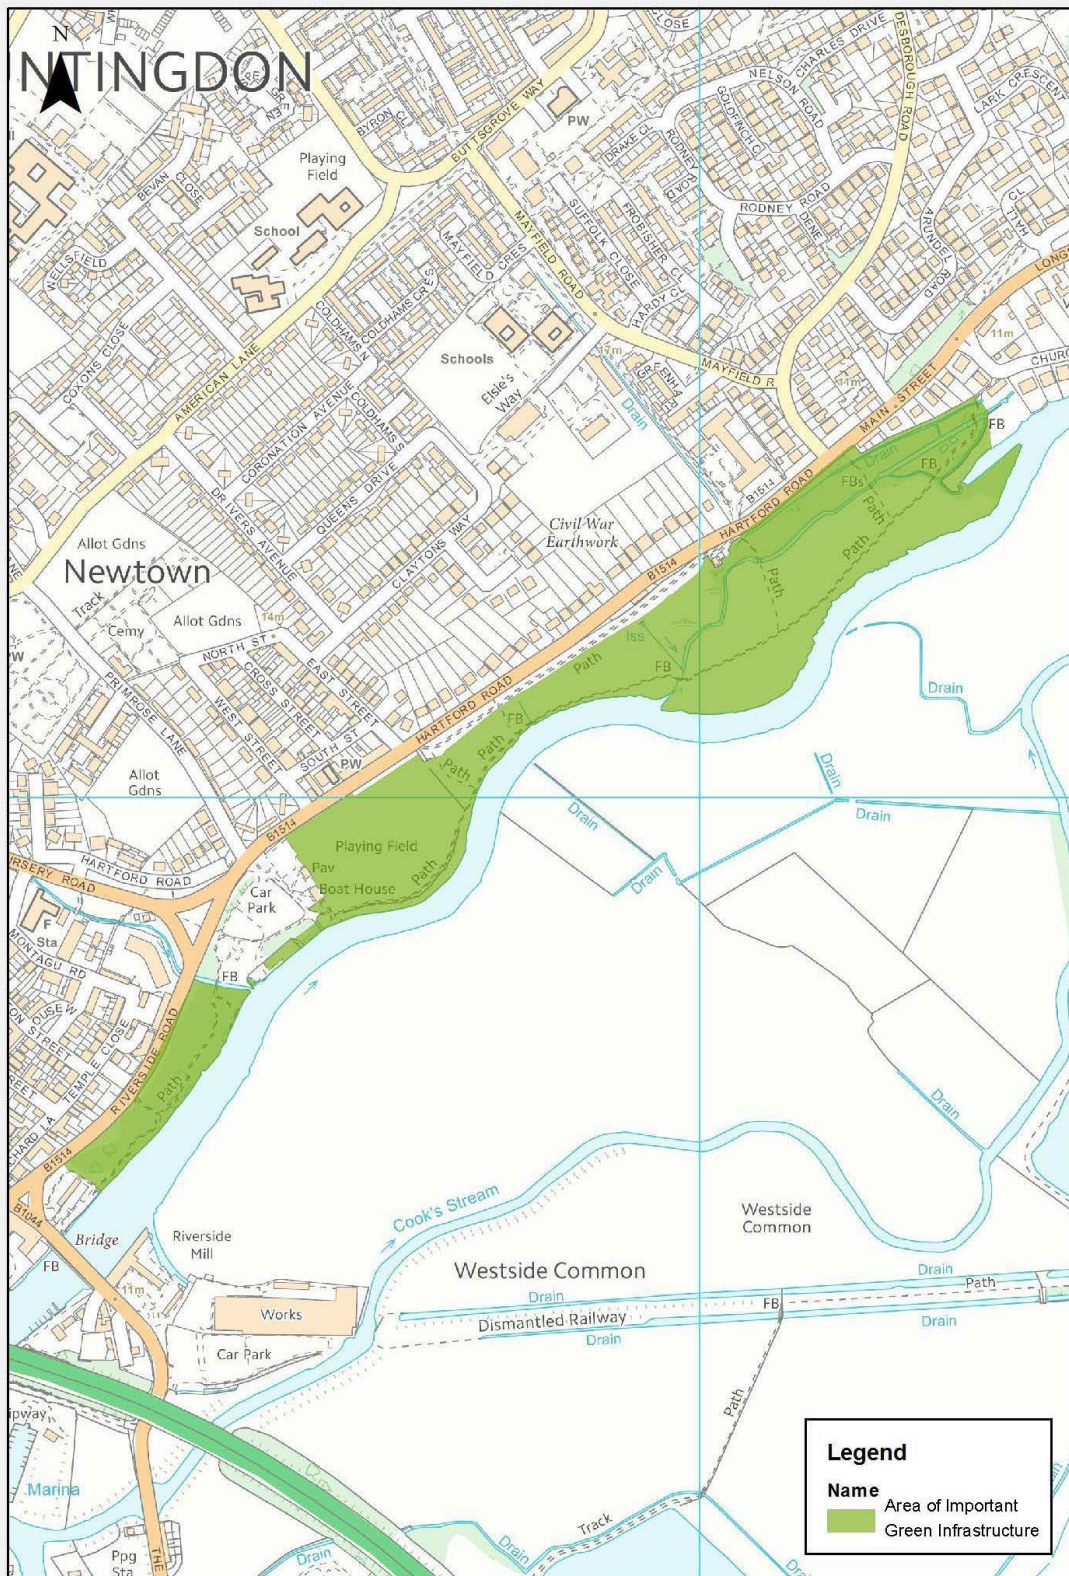 N
NTINGDON
CLOSE
CHARLES DRIVE
DESBOROUGH ROAD
NELSON ROAD
LARK CRESCENT
BYRON CL
BUTTSGROVE WAY
PW
GOLDFINCH CL
DRAKE CL
RODNEY ROAD
Playing
Field
BEVAN
CLOSE
School
RODNEY ROAD
DENE
HALL CL
ARUNDEL
ROAD
SUFFOLK
CLOSE
FROBISHER CL
MAYFIELD ROAD
MAYFIELD
CRES
WELLSFIELD
HARDY CL
LONG
COLDHAMS N
COLDHAMS CRES
11m
CHURC
COXONS CLOSE
AMERICAN LANE
Schools
17m
MAYFIELD R
11m
MAIN STREET
Elsie's
Way
Drain
CORONATION AVENUE
COLDHAMS S
FB
QUEENS DRIVE
DRIVERS AVENUE
B1514
HARTFORD ROAD
Drain
FB
FBs
CLAYTONS WAY
Civil War
Earthwork
Path
Path
Allot Gdns
Newtown
Track
Cemy
Allot Gdns
14m
B1514
Path
PW
NORTH ST
Iss
FB
Path
PRIMROSE LANE
EAST STREET
CROSS STREET
WEST STREET
SOUTH ST
HARTFORD ROAD
Drain
FB
Path
Path
PW
Allot
Gdns
Drain
Drain
Drain
B1514
Playing Field
HARTFORD ROAD
URSERY ROAD
Pav
Boat House
Path
Drain
Car
Park
F
Sta
MONTAGU RD
FB
OUSEW
ON STREET
TEMPLE CLOSE
RIVERSIDE ROAD
Path
Drain
B1514
B1044
Cook's Stream
Westside
Common
Bridge
Riverside
Mill
FB
11m
Westside Common
Drain
Path
Drain
FB
Works
Dismantled Railway
Drain
Drain
Car Park
Path
ipway
Marina
Legend
Name
Area of Important
Green Infrastructure
Track
Drain
Drain
Ppg
Sta
THE